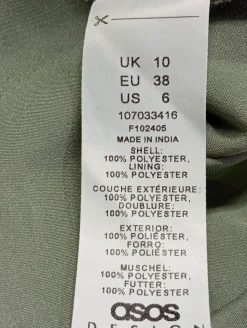 UK 10
EU 38
US 6
107033416
F102405
MADE IN INDIA
SHELL:
100% POLYESTER,
LINING:
100% POLYESTER,
COUCHE EXTÉRIEURE:
100% POLYESTER,
DOUBLURE:
100% POLYESTER,
EXTERIOR:
100% POLIÉSTER,
FORRO:
100% POLIÉSTER,
MUSCHEL:
100% POLYESTER,
FUTTER:
100% POLYESTER,
asos
DESIGN